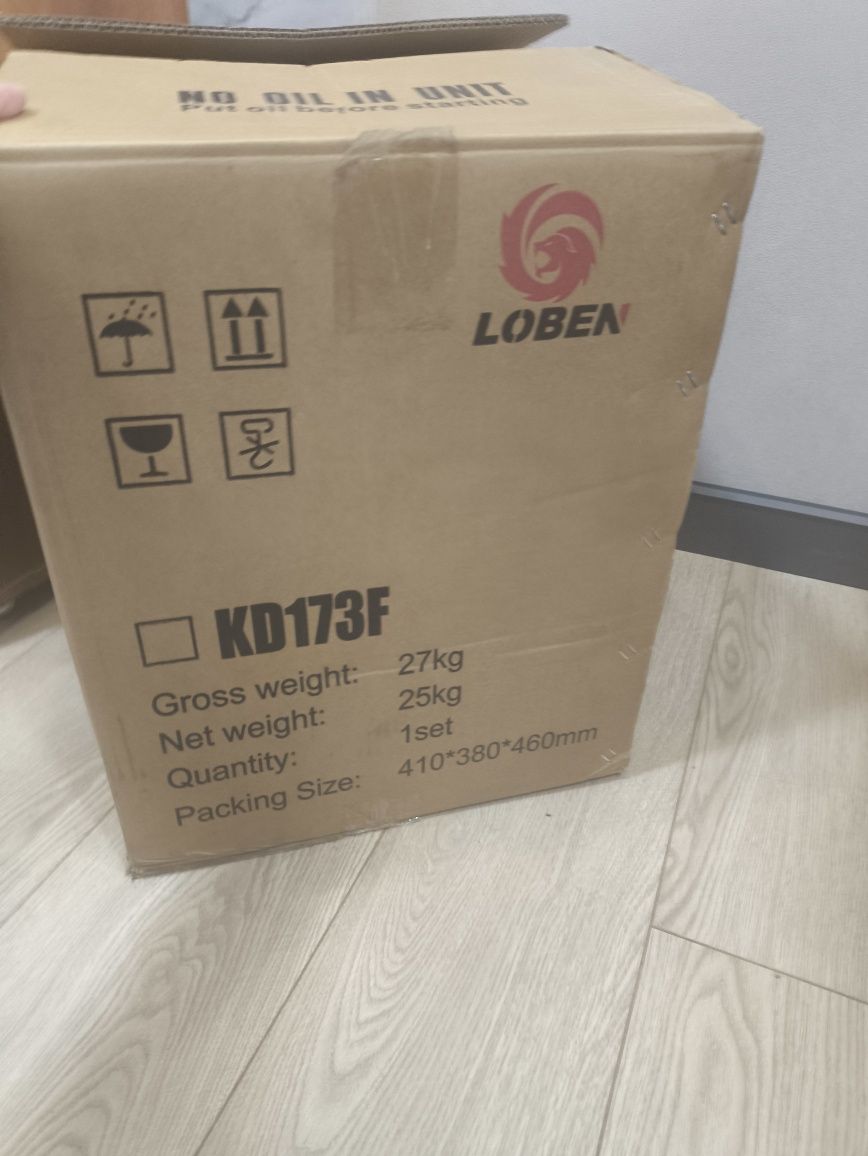 NO OIL IN UNIT
Put oil before starting
LOBEN
KD173F
Gross weight: 27kg
Net weight: 25kg
Quantity: 1set
Packing Size: 410*380*460mm